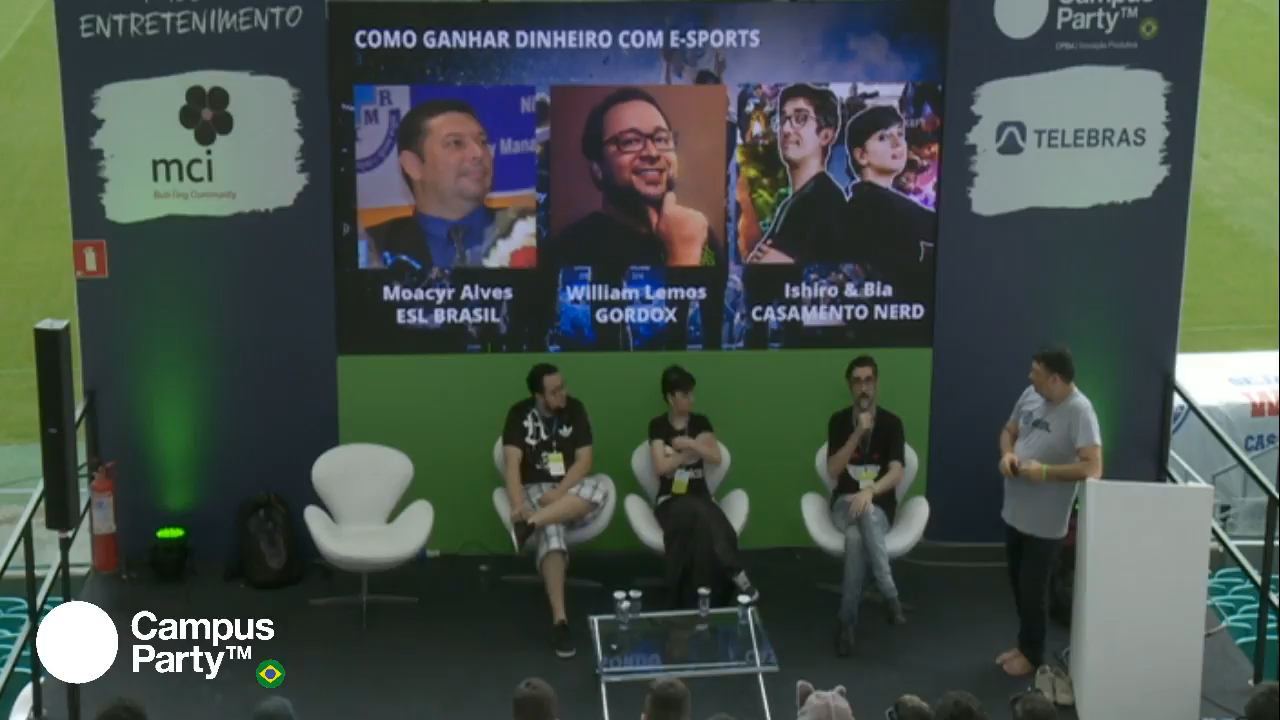 ENTRETENIMENTO
mci
Building Community
COMO GANHAR DINHEIRO COM E-SPORTS
Moacyr Alves
ESL BRASIL
William Lemos
GORDOX
Ishiro & Bia
CASAMENTO NERD
Campus
Party™
TELEBRAS
Campus
Party™